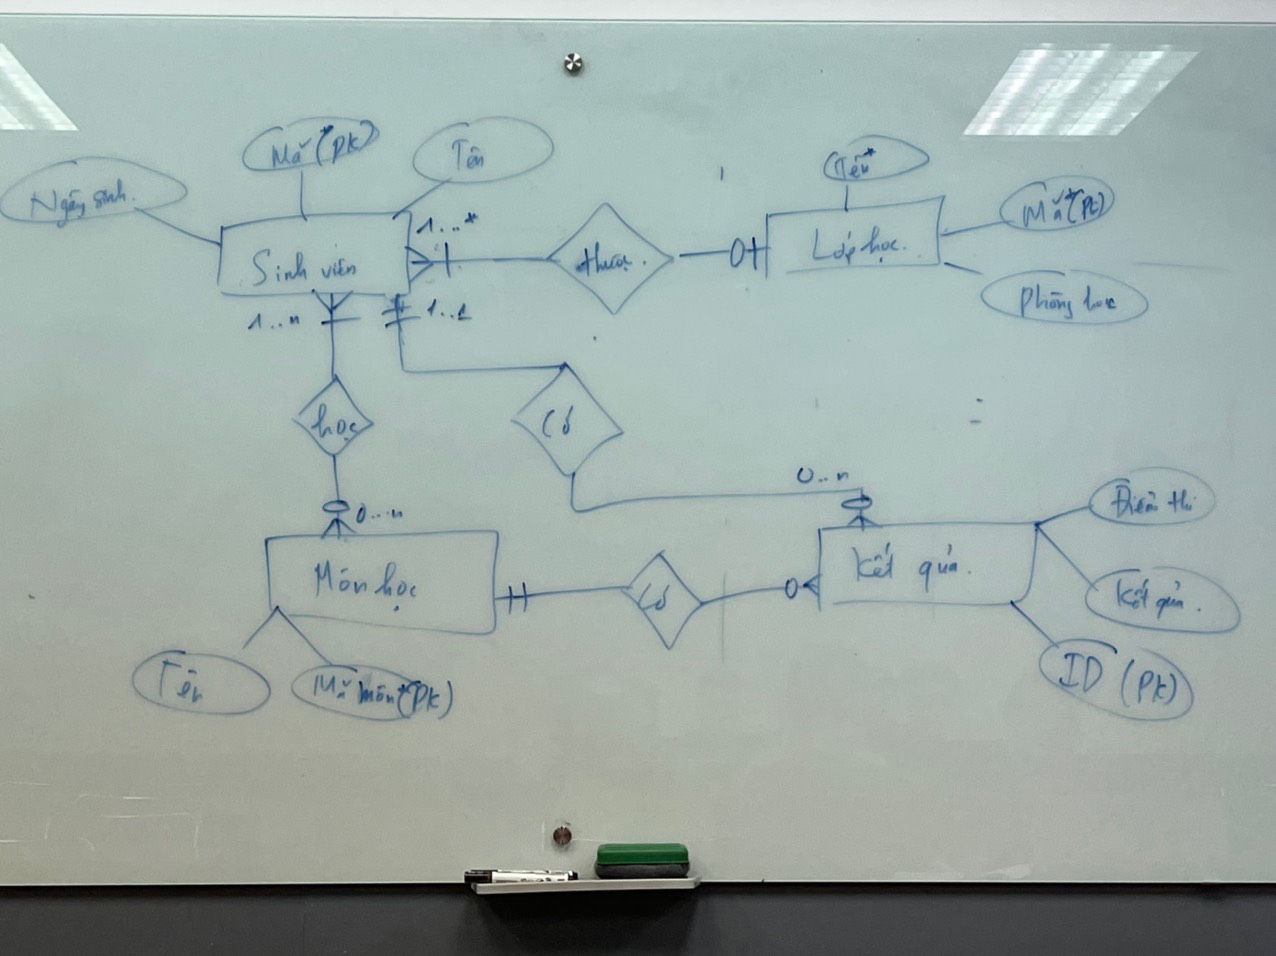 Mã*(PK)
Tên
Ngày sinh.
Sinh viên
1...*
thuộc.
Tên*
Lớp học.
Mã*(PK)
Phòng học
1..n
1..1
học
Có
0...n
0..n
Môn học
Có
Kết quả.
Điểm thi
Kết quả.
ID (PK)
Tên
Mã môn*(PK)